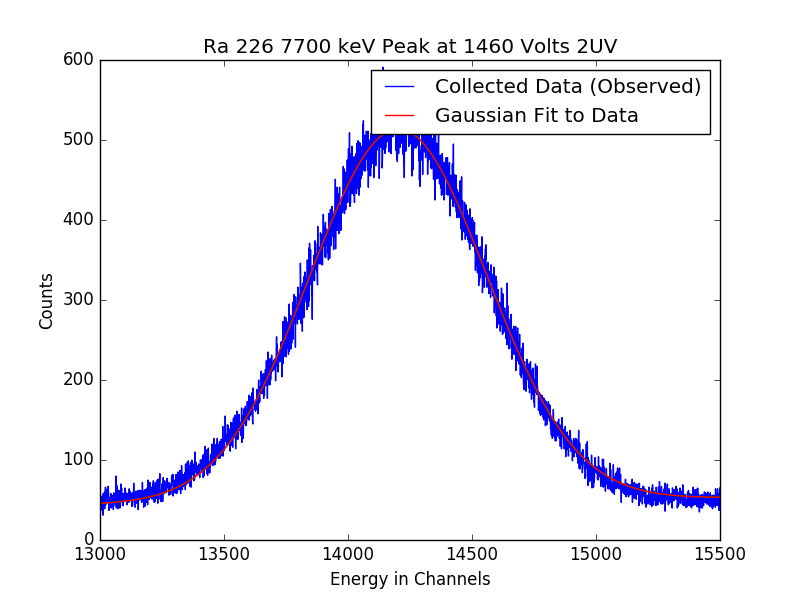 Ra 226 7700 keV Peak at 1460 Volts 2UV
600
Collected Data (Observed)
Gaussian Fit to Data
500
400
300
200
100
0
Counts
13000 13500 14000 14500 15000 15500
Energy in Channels